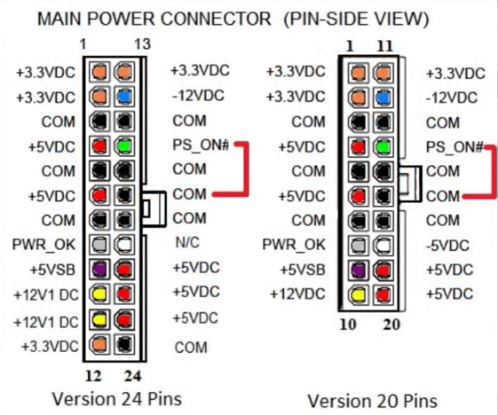 MAIN POWER CONNECTOR (PIN-SIDE VIEW)
1 13
+3.3VDC +3.3VDC
+3.3VDC -12VDC
COM COM
+5VDC PS_ON#
COM COM
+5VDC COM
COM COM
PWR_OK N/C
+5VSB +5VDC
+12V1 DC +5VDC
+12V1 DC +5VDC
+3.3VDC COM
12 24
Version 24 Pins
1 11
+3.3VDC +3.3VDC
+3.3VDC -12VDC
COM COM
+5VDC PS_ON#
COM COM
+5VDC COM
COM COM
PWR_OK -5VDC
+5VSB +5VDC
+12VDC +5VDC
10 20
Version 20 Pins